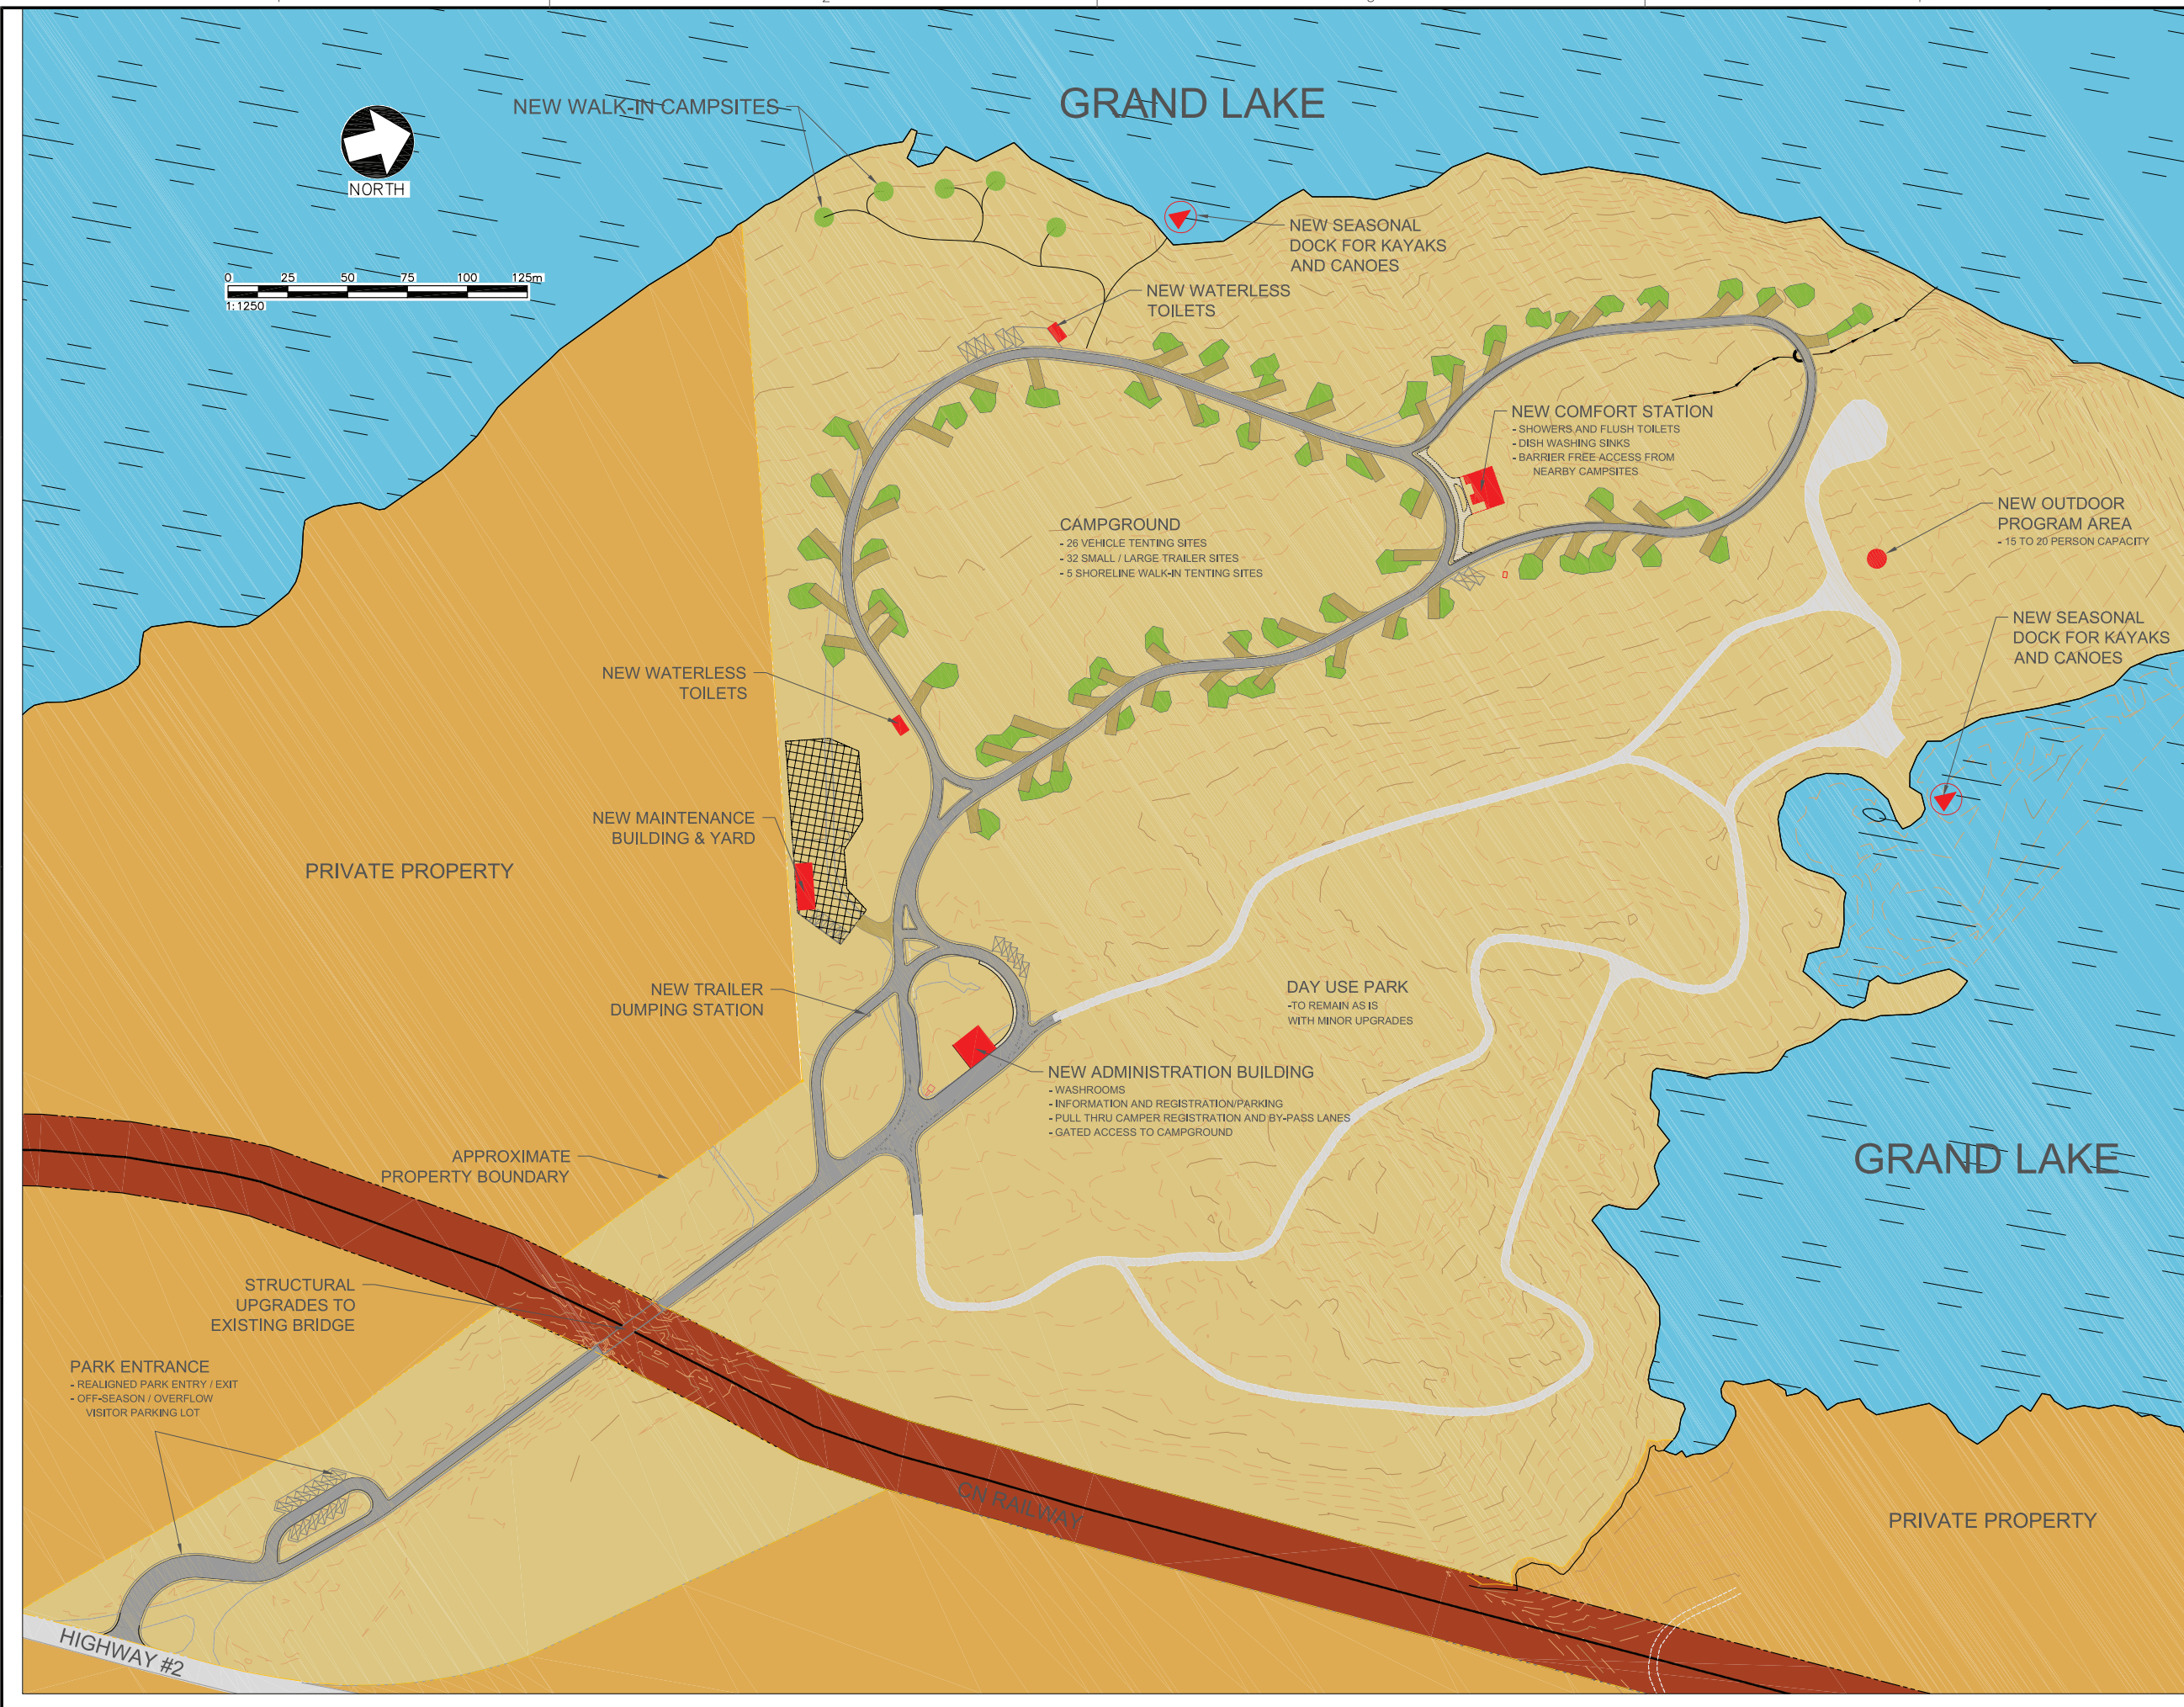 GRAND LAKE
NEW WALK-IN CAMPSITES
NORTH
0 25 50 75 100 125m
1:1250
NEW SEASONAL
DOCK FOR KAYAKS
AND CANOES
NEW WATERLESS
TOILETS
NEW COMFORT STATION
- SHOWERS AND FLUSH TOILETS
- DISH WASHING SINKS
- BARRIER FREE ACCESS FROM
NEARBY CAMPSITES
NEW OUTDOOR
PROGRAM AREA
- 15 TO 20 PERSON CAPACITY
CAMPGROUND
- 26 VEHICLE TENTING SITES
- 32 SMALL / LARGE TRAILER SITES
- 5 SHORELINE WALK-IN TENTING SITES
NEW SEASONAL
DOCK FOR KAYAKS
AND CANOES
NEW WATERLESS
TOILETS
NEW MAINTENANCE
BUILDING & YARD
PRIVATE PROPERTY
NEW TRAILER
DUMPING STATION
DAY USE PARK
-TO REMAIN AS IS
WITH MINOR UPGRADES
NEW ADMINISTRATION BUILDING
- WASHROOMS
- INFORMATION AND REGISTRATION/PARKING
- PULL THRU CAMPER REGISTRATION AND BY-PASS LANES
- GATED ACCESS TO CAMPGROUND
GRAND LAKE
APPROXIMATE
PROPERTY BOUNDARY
STRUCTURAL
UPGRADES TO
EXISTING BRIDGE
PARK ENTRANCE
- REALIGNED PARK ENTRY / EXIT
- OFF-SEASON / OVERFLOW
VISITOR PARKING LOT
CN RAILWAY
PRIVATE PROPERTY
HIGHWAY #2